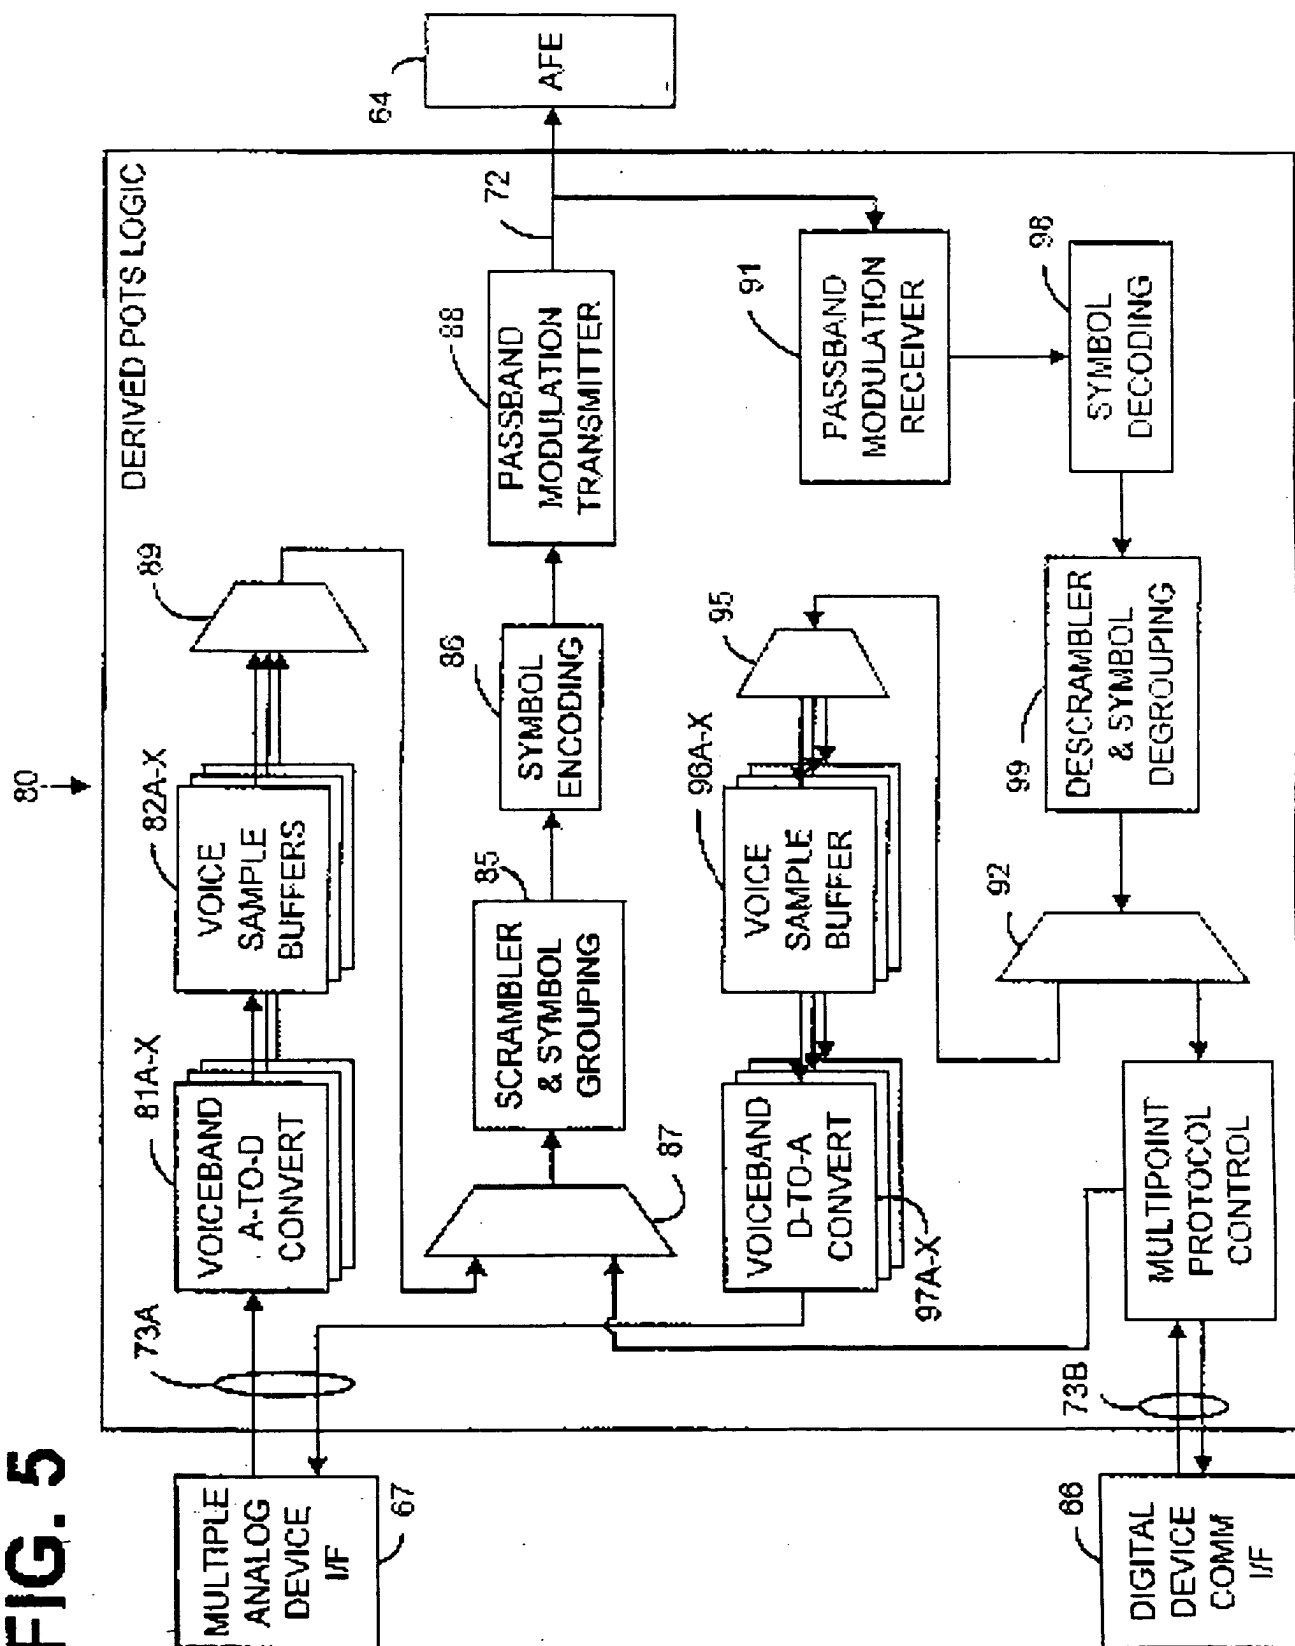 FIG. 5
80
DERIVED POTS LOGIC
73A
81A-X
82A-X
89
MULTIPLE
ANALOG
DEVICE
I/F
67
VOICEBAND
A-TO-D
CONVERT
VOICE
SAMPLE
BUFFERS
64
AFE
87
85
86
88
72
SCRAMBLER
& SYMBOL
GROUPING
SYMBOL
ENCODING
PASSBAND
MODULATION
TRANSMITTER
96A-X
95
91
VOICEBAND
D-TO-A
CONVERT
97A-X
VOICE
SAMPLE
BUFFER
PASSBAND
MODULATION
RECEIVER
73B
92
99
98
66
DIGITAL
DEVICE
COMM
I/F
MULTIPOINT
PROTOCOL
CONTROL
DESCRAMBLER
& SYMBOL
DEGROUPING
SYMBOL
DECODING